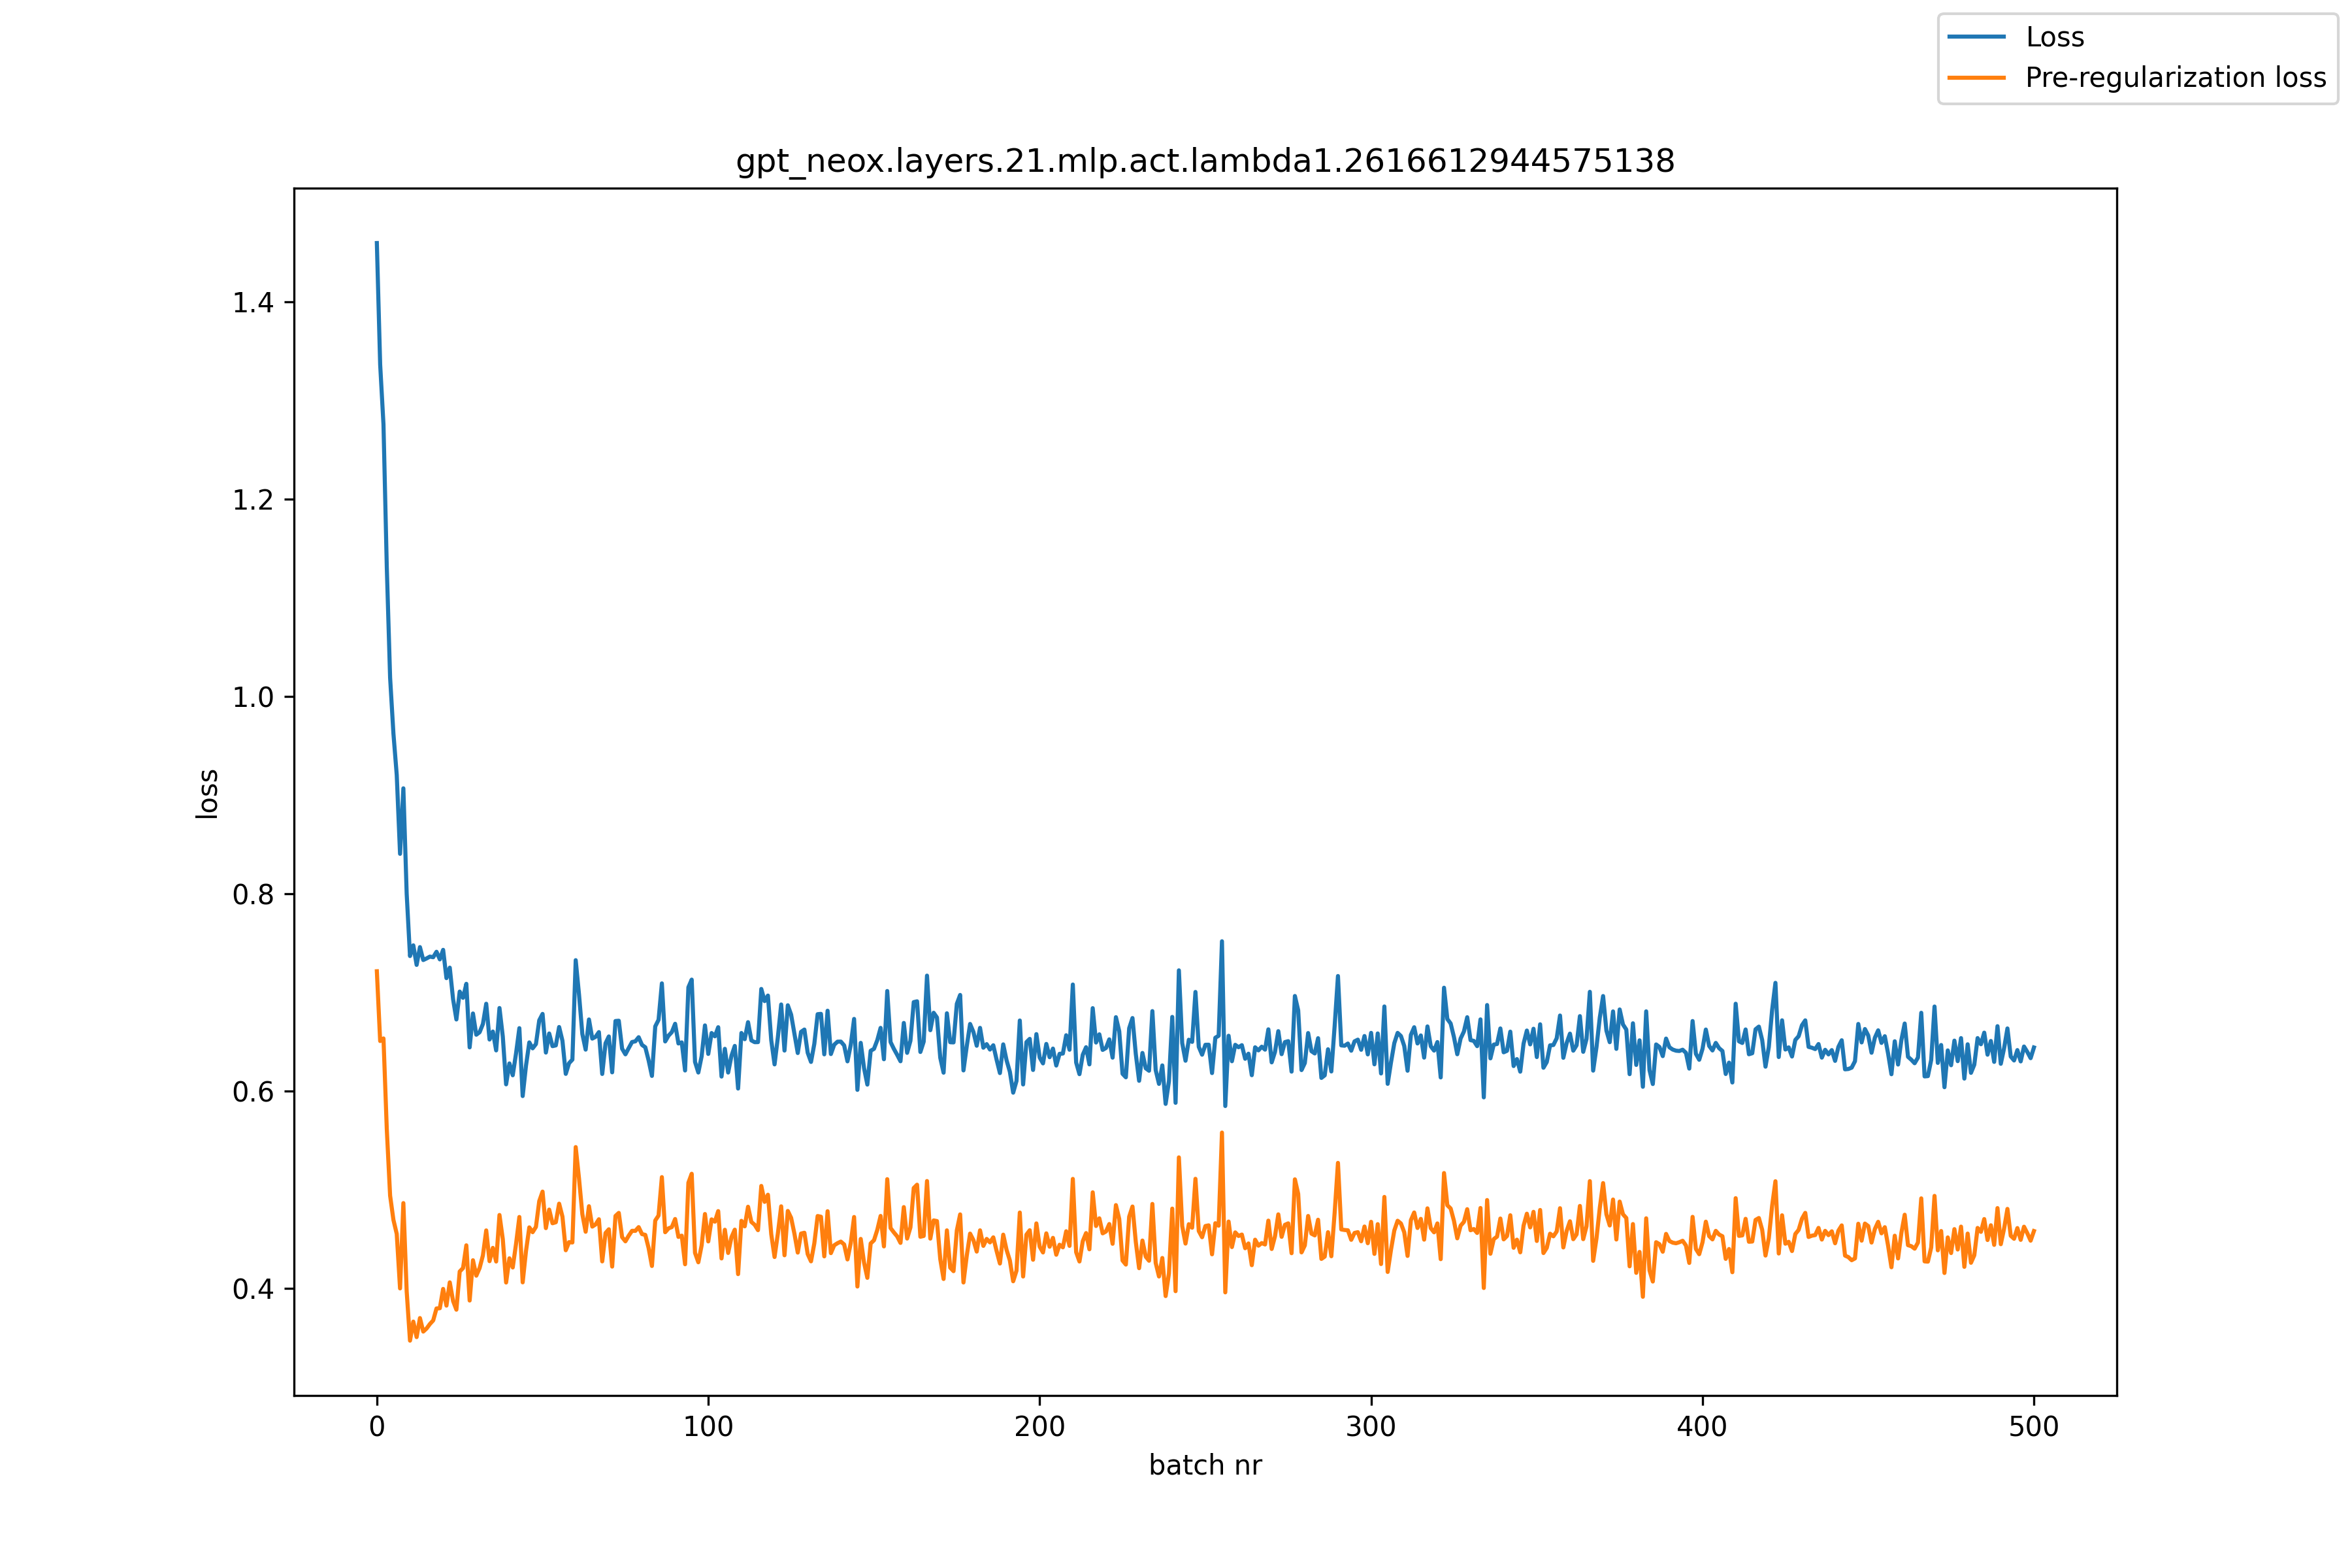 Loss
Pre-regularization loss
gpt_neox.layers.21.mlp.act.lambda1.2616612944575138
1.4
1.2
1.0
0.8
0.6
0.4
loss
0 100 200 300 400 500
batch nr